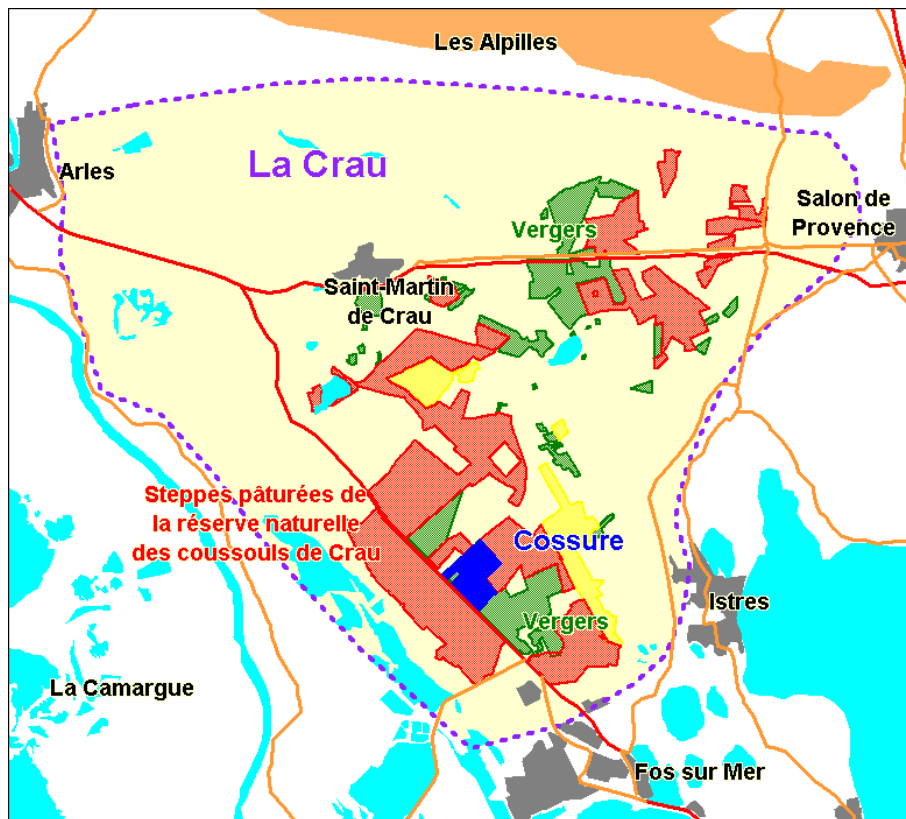 Les Alpilles
La Crau
Arles
Salon de
Provence
Vergers
Saint-Martin
de Crau
Steppes pâturées de
la réserve naturelle
des coussouls de Crau
Cossure
Istres
Vergers
La Camargue
Fos sur Mer